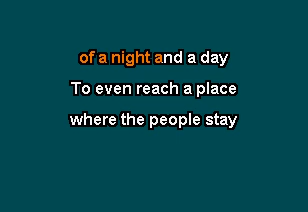 of a night and a day
To even reach a place
where the people stay